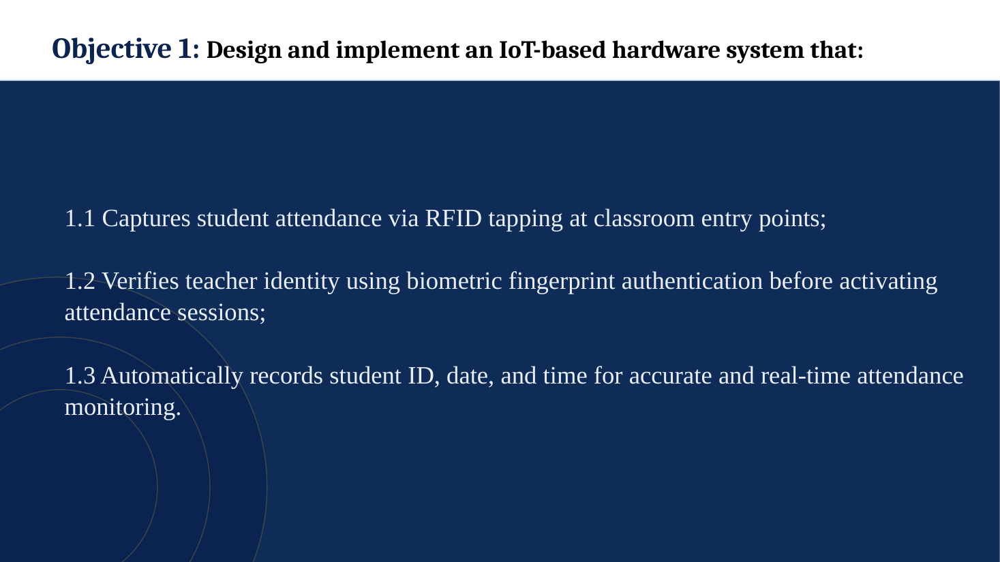 Objective 1: Design and implement an IoT-based hardware system that:
1.1 Captures student attendance via RFID tapping at classroom entry points;
1.2 Verifies teacher identity using biometric fingerprint authentication before activating
attendance sessions;
1.3 Automatically records student ID, date, and time for accurate and real-time attendance
monitoring.